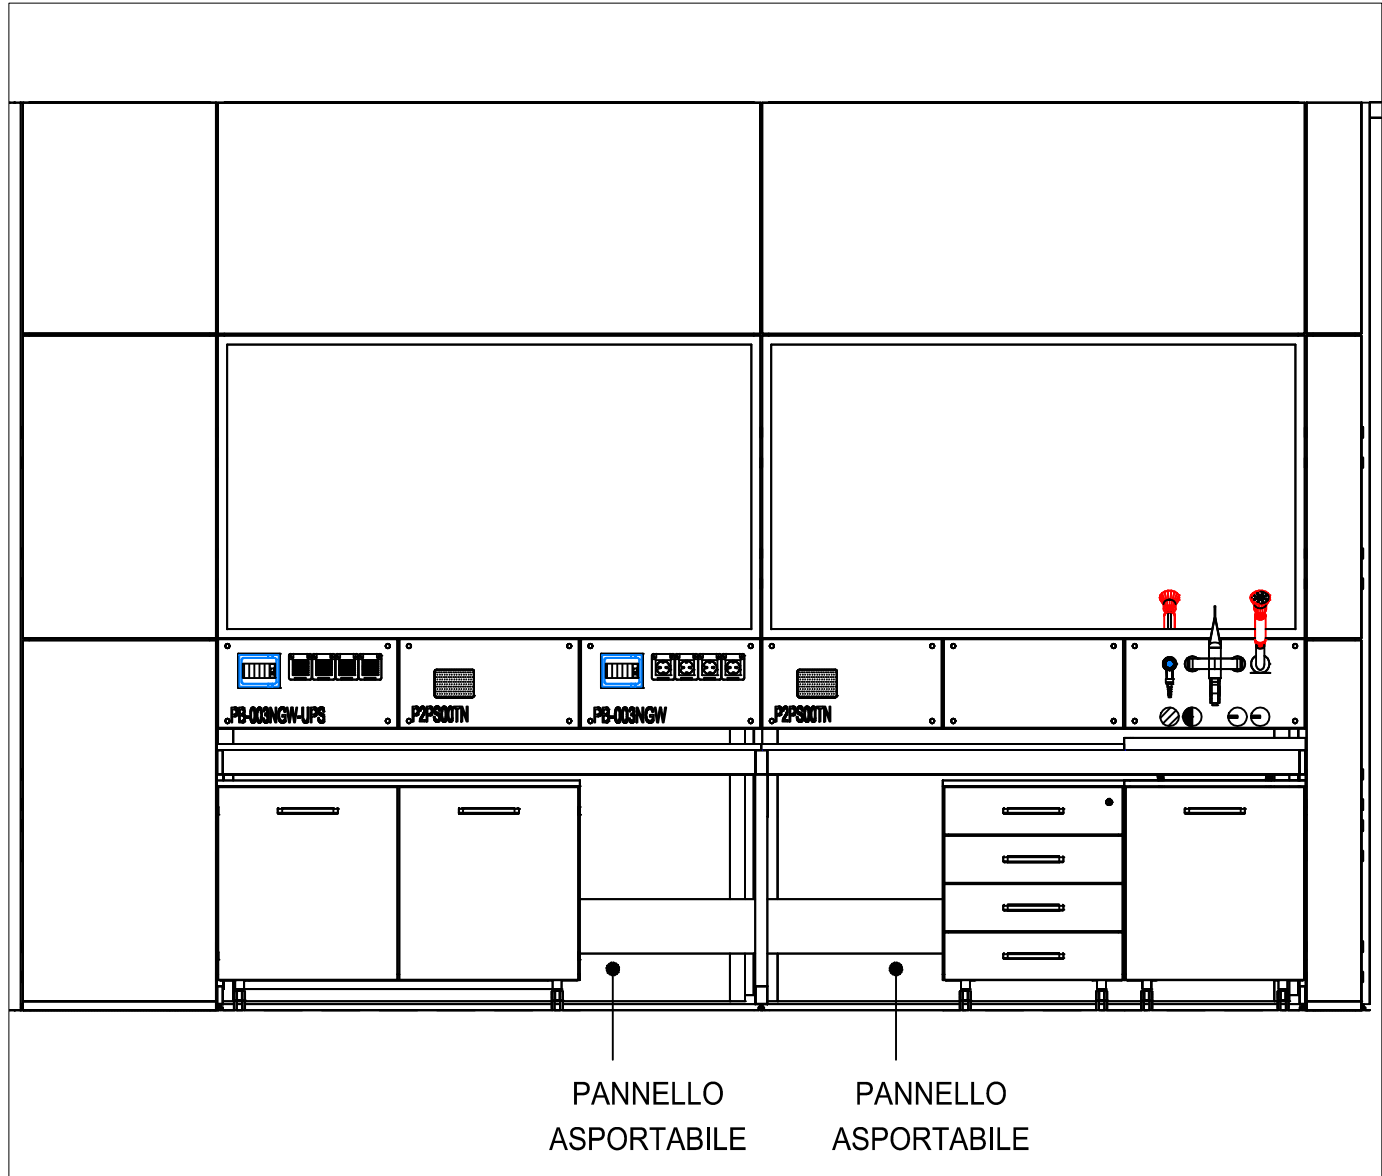 PB-003NGW-UPS
P2PS00TN
PB-003NGW
P2PS00TN
PANNELLO
ASPORTABILE
PANNELLO
ASPORTABILE